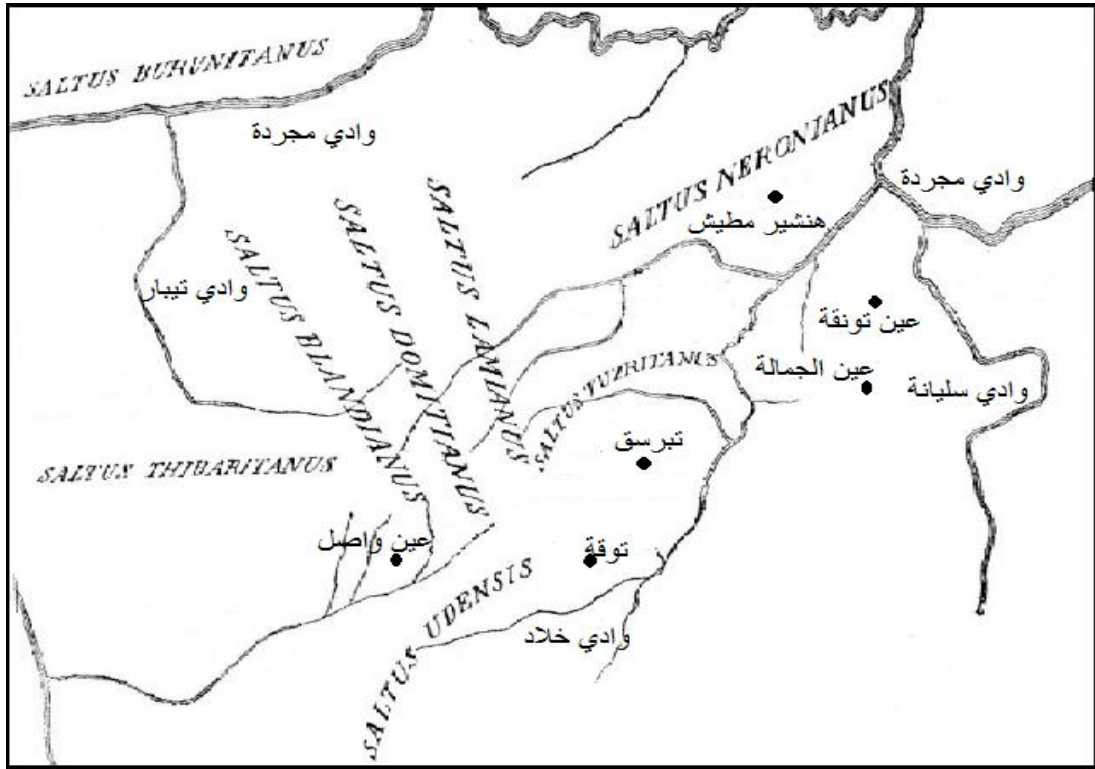 SALTUS BURUNITANUS
وادي مجردة
SALTUS NERONIANUS
وادي مجردة
هنشير مطيش
SALTUS LAMIANUS
SALTUS DOMITIANUS
SALTUS BLANDIANUS
وادي تيبار
عين تونقة
SALTUS TUZRITANUS
عين الجمالة
وادي سليانة
تبرسق
SALTUS THIBARITANUS
عين واصل
توقة
SALTUS UDENSIS
وادي خلاد